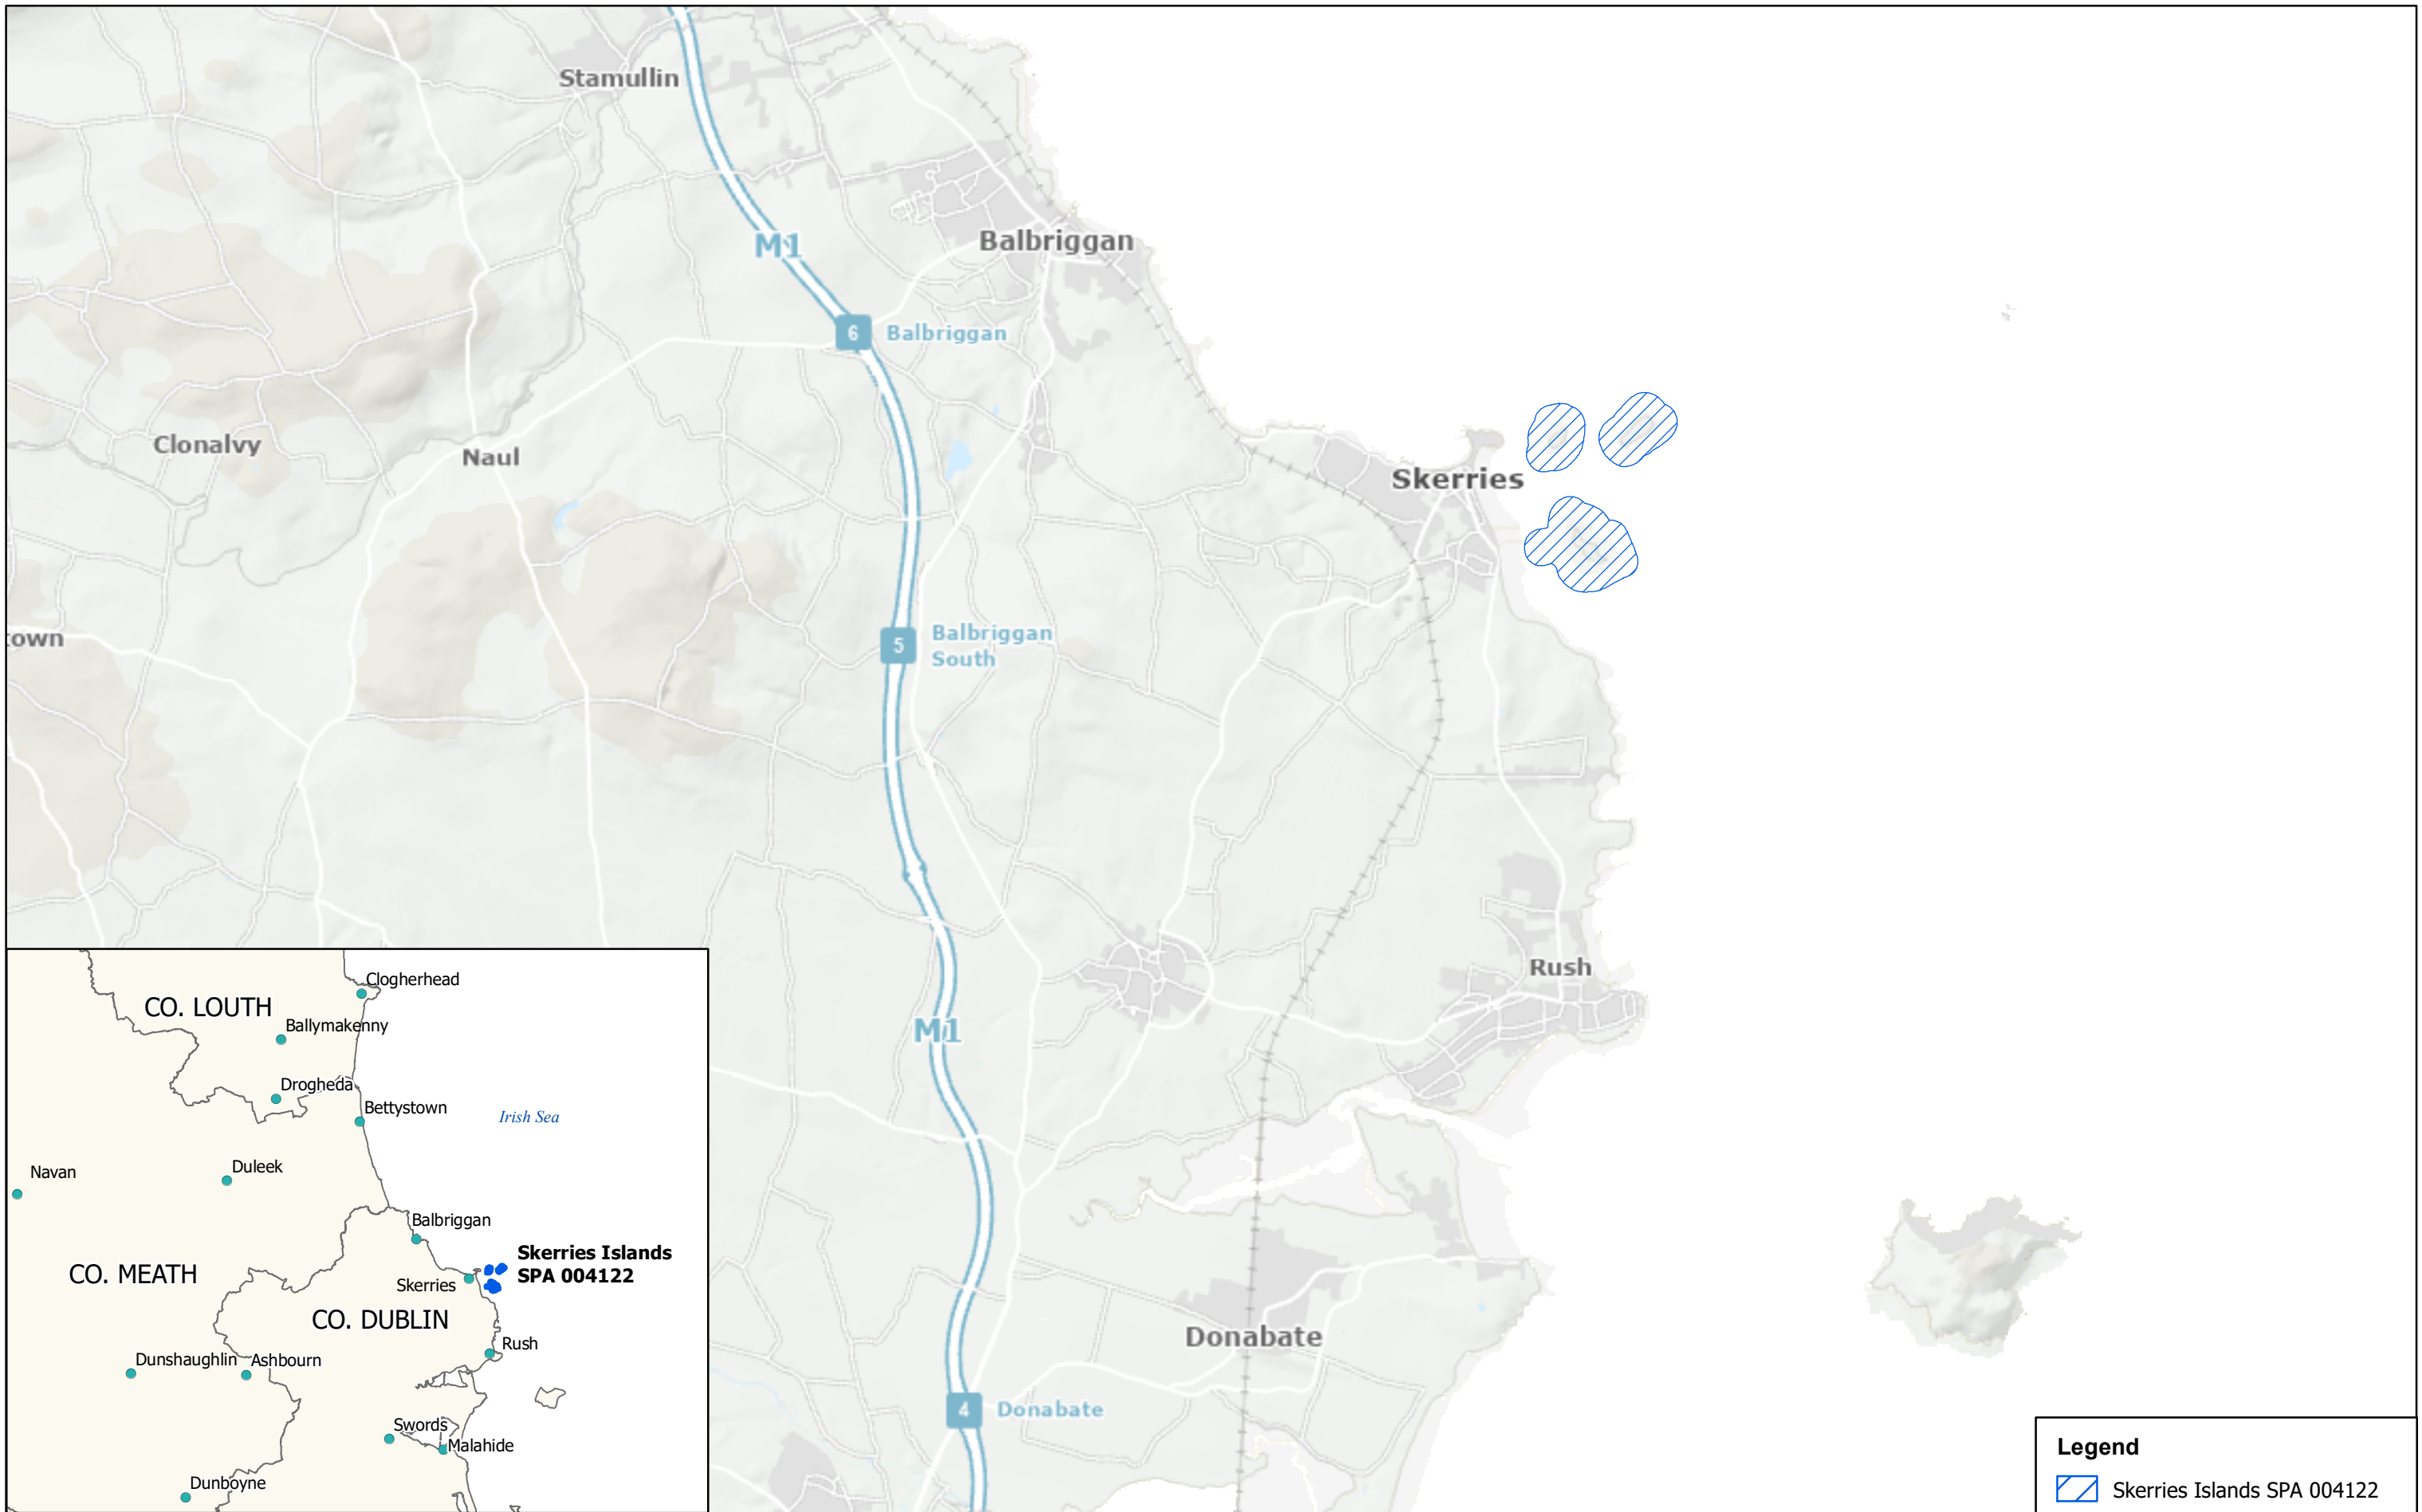 Stamullin
M1
Balbriggan
6
Balbriggan
Clonalvy
Naul
Skerries
own
5
Balbriggan
South
Rush
M1
Donabate
4
Donabate
Clogherhead
CO. LOUTH
Ballymakenny
Drogheda
Bettystown
Irish Sea
Navan
Duleek
Balbriggan
Skerries Islands
SPA 004122
CO. MEATH
Skerries
CO. DUBLIN
Rush
Dunshaughlin
Ashbourn
Swords
Malahide
Dunboyne
Legend
Skerries Islands SPA 004122